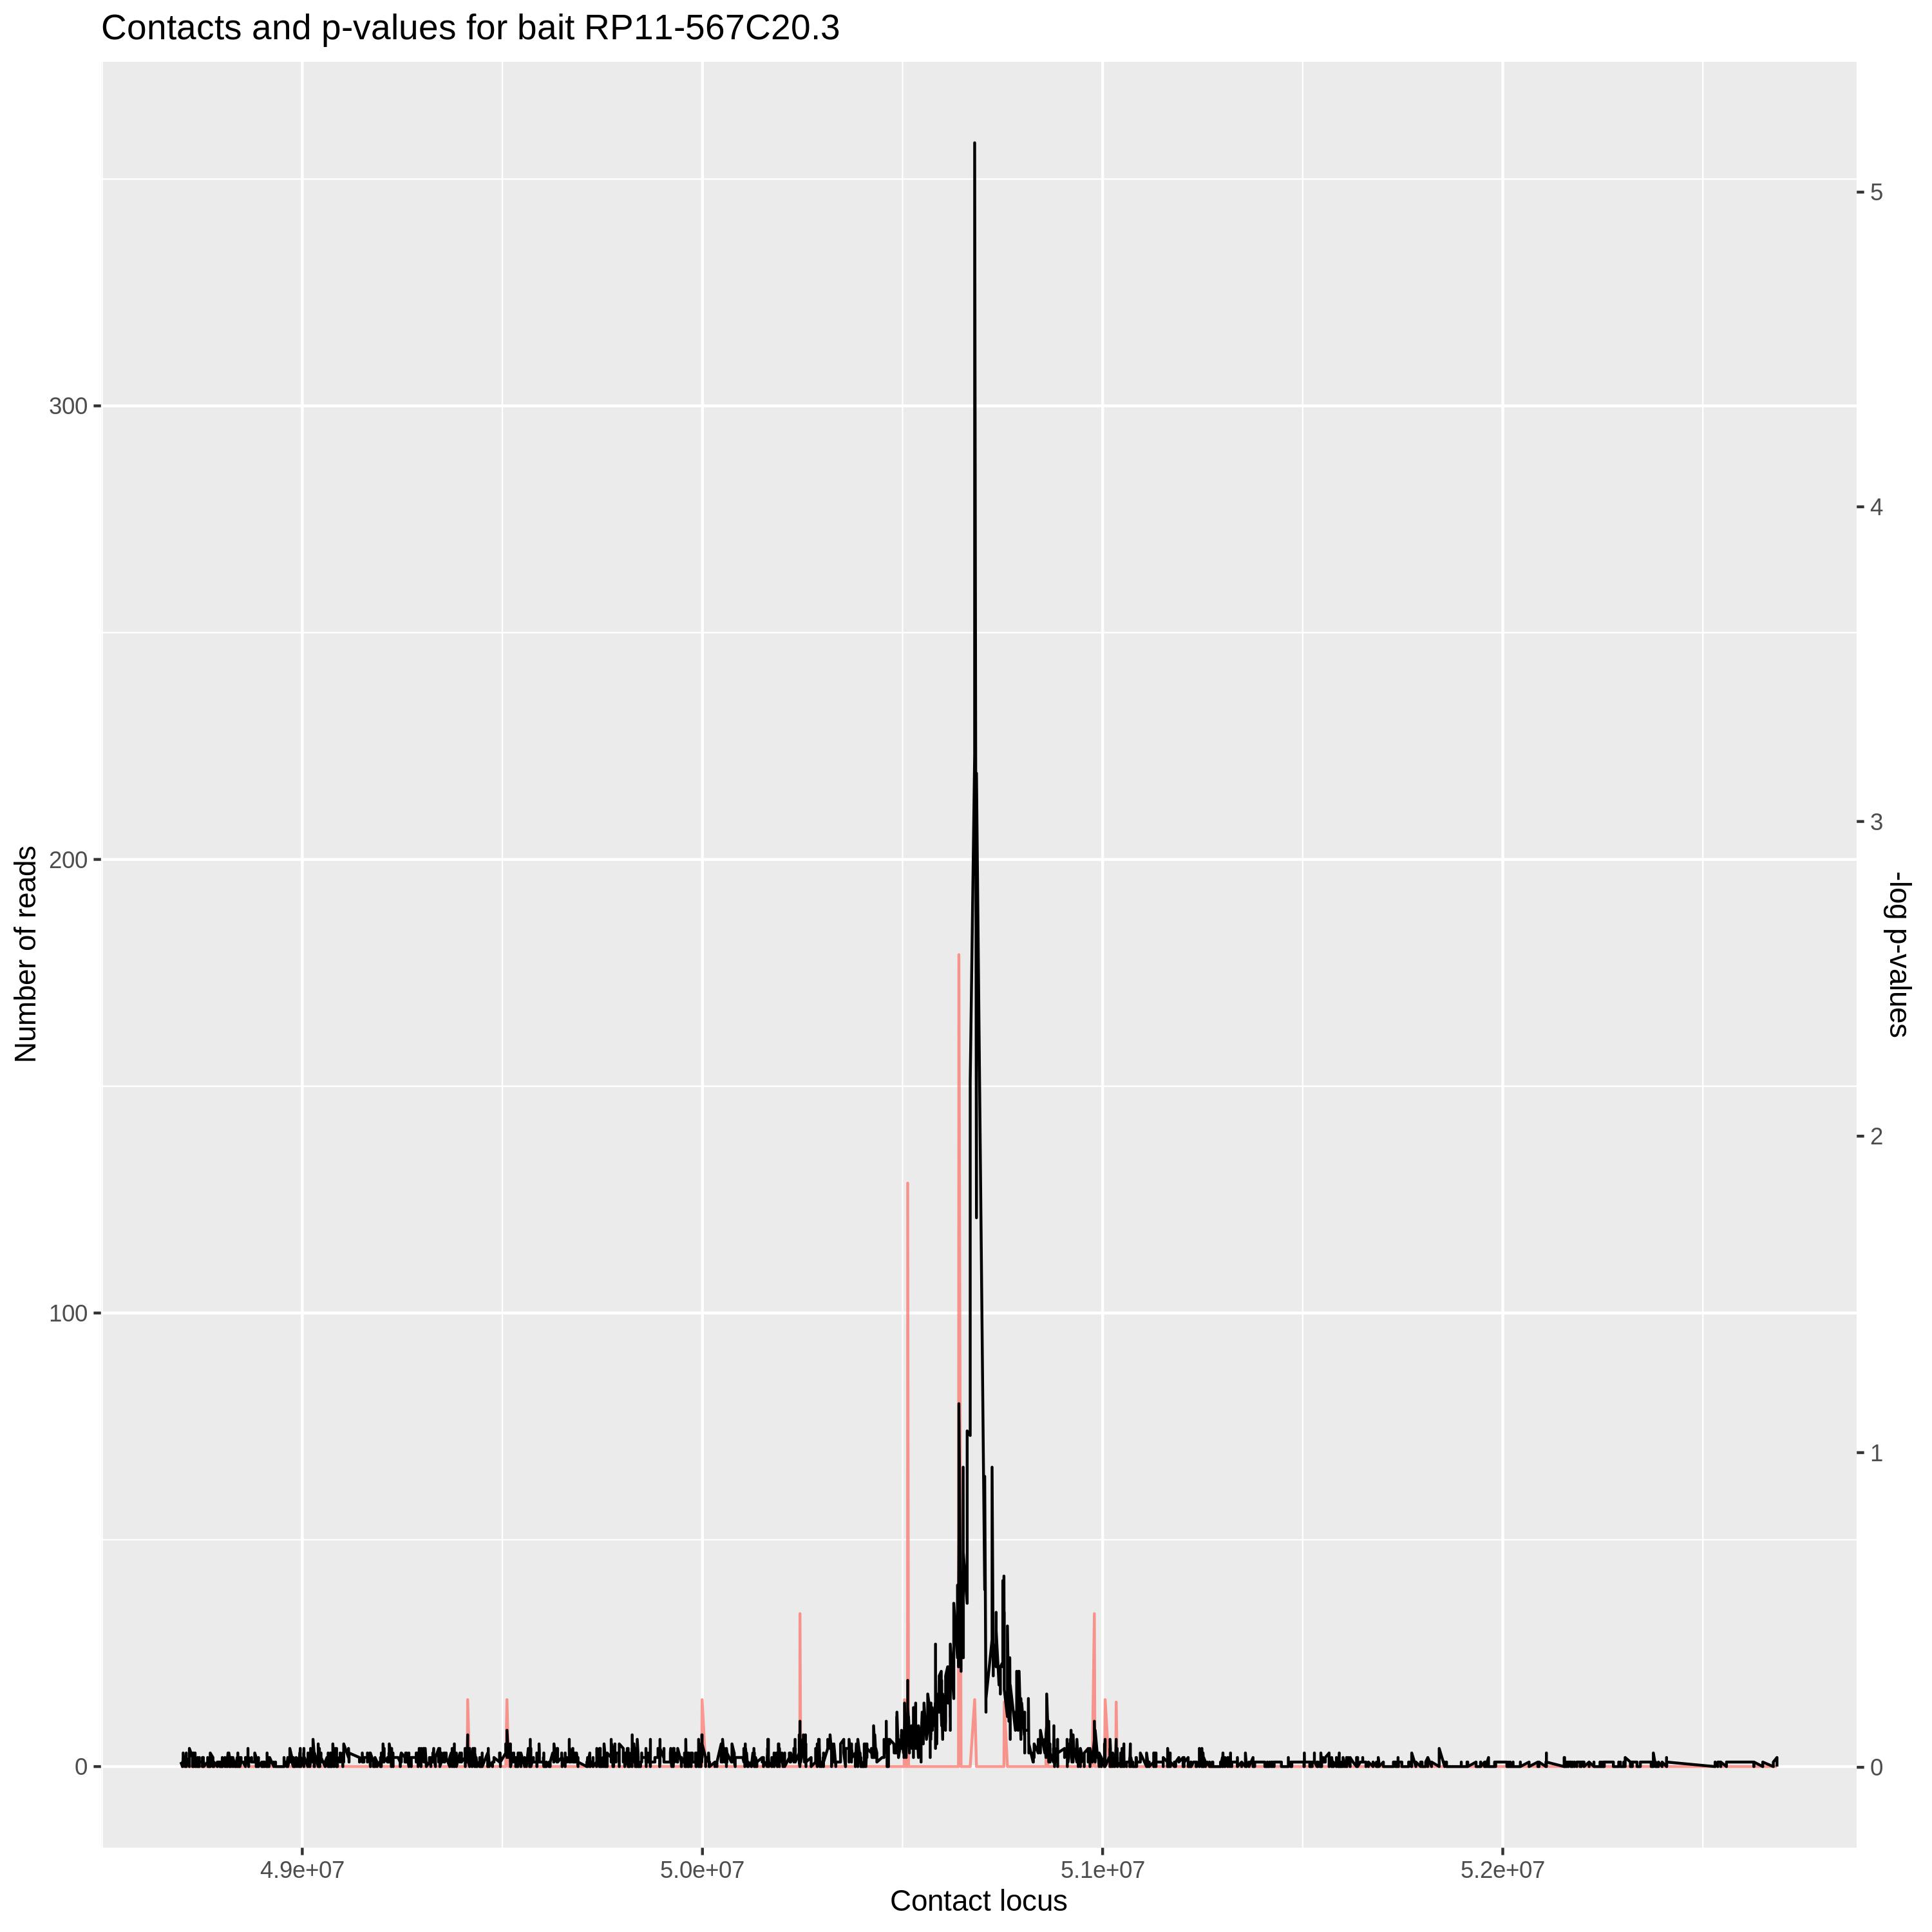 Contacts and p-values for bait RP11-567C20.3
300
200
100
0
Number of reads
5
4
3
2
1
0
-log p-values
4.9e+07
5.0e+07
5.1e+07
5.2e+07
Contact locus